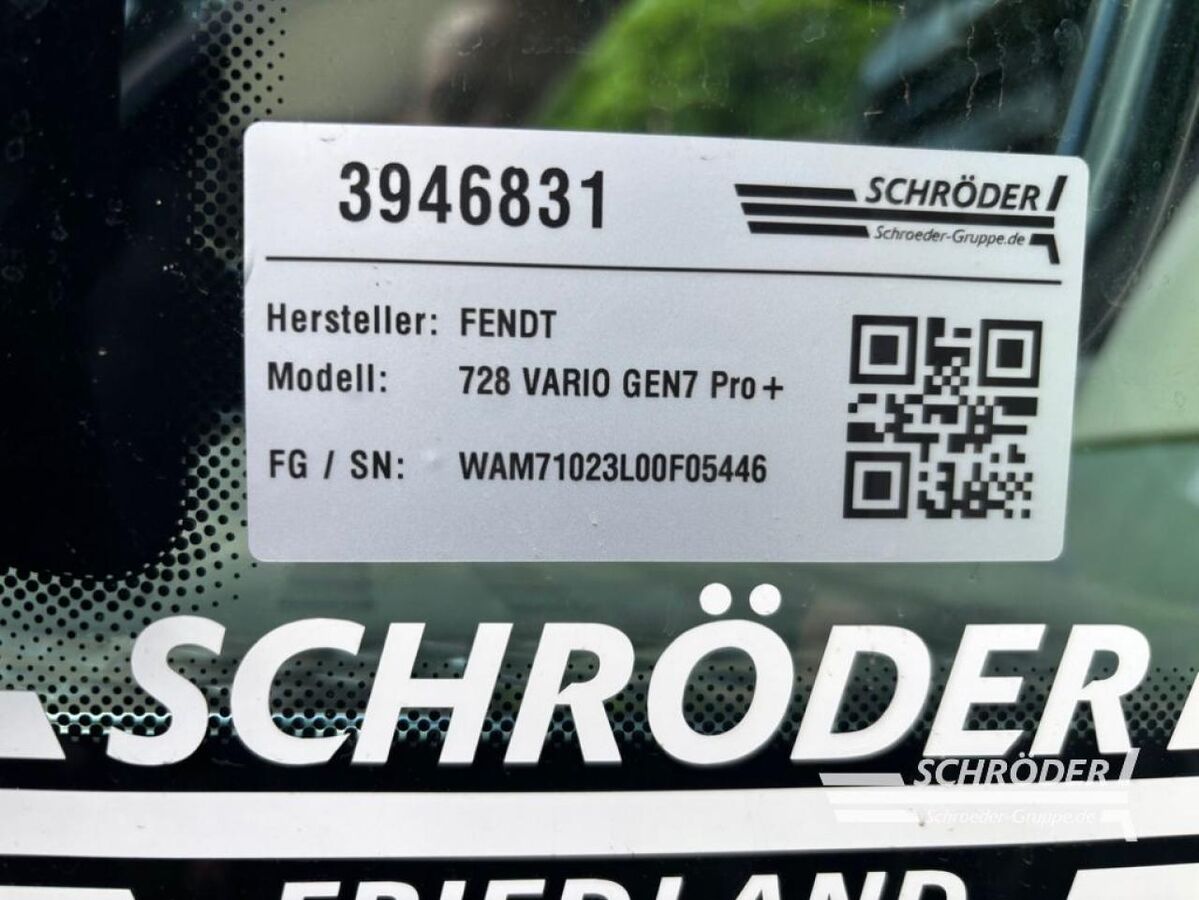 3946831
SCHRÖDER
Schroeder-Gruppe.de
Hersteller: FENDT
Modell: 728 VARIO GEN7 Pro+
FG / SN: WAM71023L00F05446
SCHRÖDER
SCHRÖDER
Schroeder-Gruppe.de
FRIEDLAND